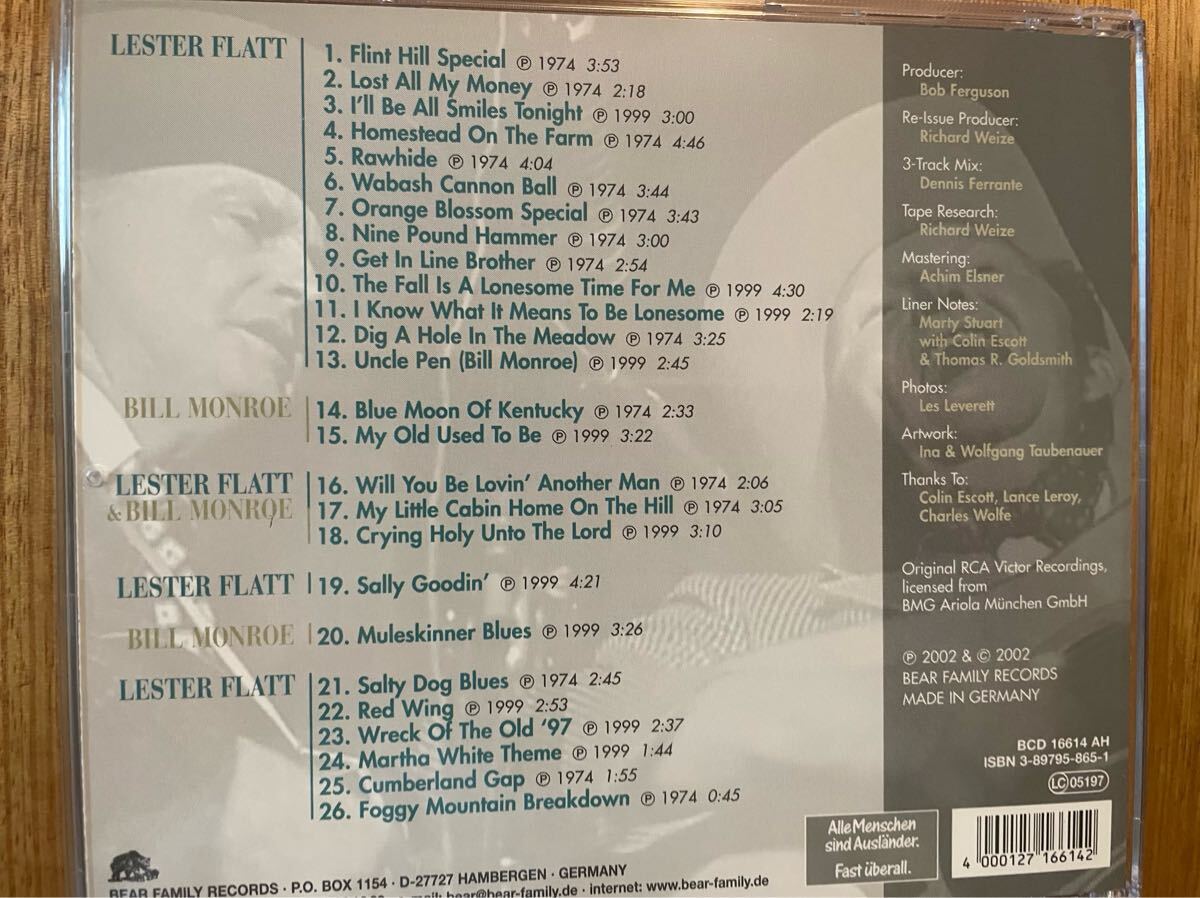 LESTER FLATT
1. Flint Hill Special ℗ 1974 3:53
2. Lost All My Money ℗ 1974 2:18
3. I'll Be All Smiles Tonight ℗ 1999 3:00
4. Homestead On The Farm ℗ 1974 4:46
5. Rawhide ℗ 1974 4:04
6. Wabash Cannon Ball ℗ 1974 3:44
7. Orange Blossom Special ℗ 1974 3:43
8. Nine Pound Hammer ℗ 1974 3:00
9. Get In Line Brother ℗ 1974 2:54
10. The Fall Is A Lonesome Time For Me ℗ 1999 4:30
11. I Know What It Means To Be Lonesome ℗ 1999 2:19
12. Dig A Hole In The Meadow ℗ 1974 3:25
13. Uncle Pen (Bill Monroe) ℗ 1999 2:45
BILL MONROE
14. Blue Moon Of Kentucky ℗ 1974 2:33
15. My Old Used To Be ℗ 1999 3:22
LESTER FLATT
& BILL MONROE
16. Will You Be Lovin' Another Man ℗ 1974 2:06
17. My Little Cabin Home On The Hill ℗ 1974 3:05
18. Crying Holy Unto The Lord ℗ 1999 3:10
LESTER FLATT
19. Sally Goodin' ℗ 1999 4:21
BILL MONROE
20. Muleskinner Blues ℗ 1999 3:26
LESTER FLATT
21. Salty Dog Blues ℗ 1974 2:45
22. Red Wing ℗ 1999 2:53
23. Wreck Of The Old '97 ℗ 1999 2:37
24. Martha White Theme ℗ 1999 1:44
25. Cumberland Gap ℗ 1974 1:55
26. Foggy Mountain Breakdown ℗ 1974 0:45
Producer:
Bob Ferguson
Re-Issue Producer:
Richard Weize
3-Track Mix:
Dennis Ferrante
Tape Research:
Richard Weize
Mastering:
Achim Elsner
Liner Notes:
Marty Stuart
with Colin Escott
& Thomas R. Goldsmith
Photos:
Les Leverett
Artwork:
Ina & Wolfgang Taubenauer
Thanks To:
Colin Escott, Lance Leroy,
Charles Wolfe
Original RCA Victor Recordings,
licensed from
BMG Ariola München GmbH
℗ 2002 & © 2002
BEAR FAMILY RECORDS
MADE IN GERMANY
BCD 16614 AH
ISBN 3-89795-865-1
LC 05197
Alle Menschen
sind Ausländer.
Fast überall.
4 000127 166142
BEAR FAMILY RECORDS · P.O. BOX 1154 · D-27727 HAMBERGEN · GERMANY
bear@bear-family.de · internet: www.bear-family.de